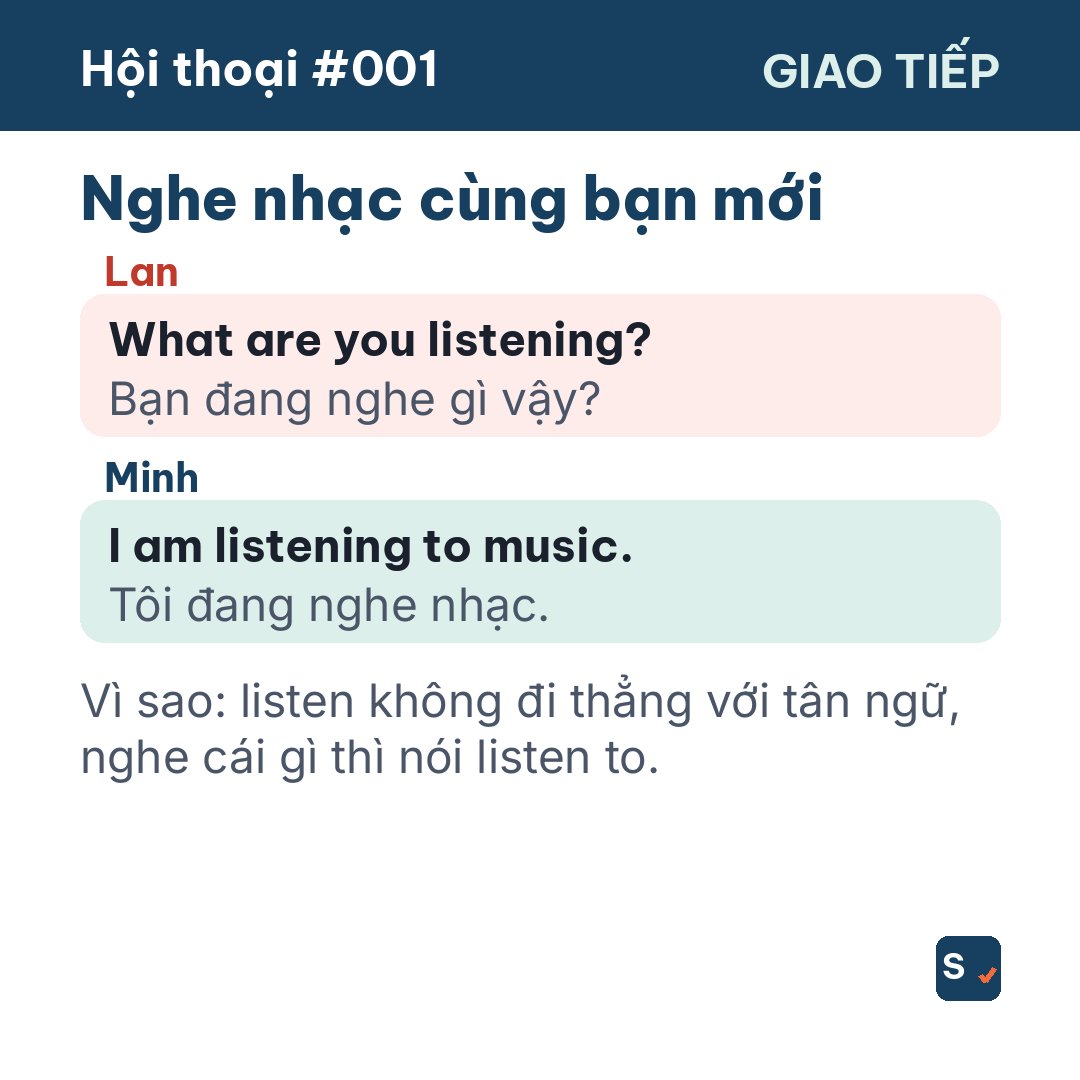 Hội thoại #001
GIAO TIẾP
Nghe nhạc cùng bạn mới
Lan
What are you listening?
Bạn đang nghe gì vậy?
Minh
I am listening to music.
Tôi đang nghe nhạc.
Vì sao: listen không đi thẳng với tân ngữ,
nghe cái gì thì nói listen to.
S